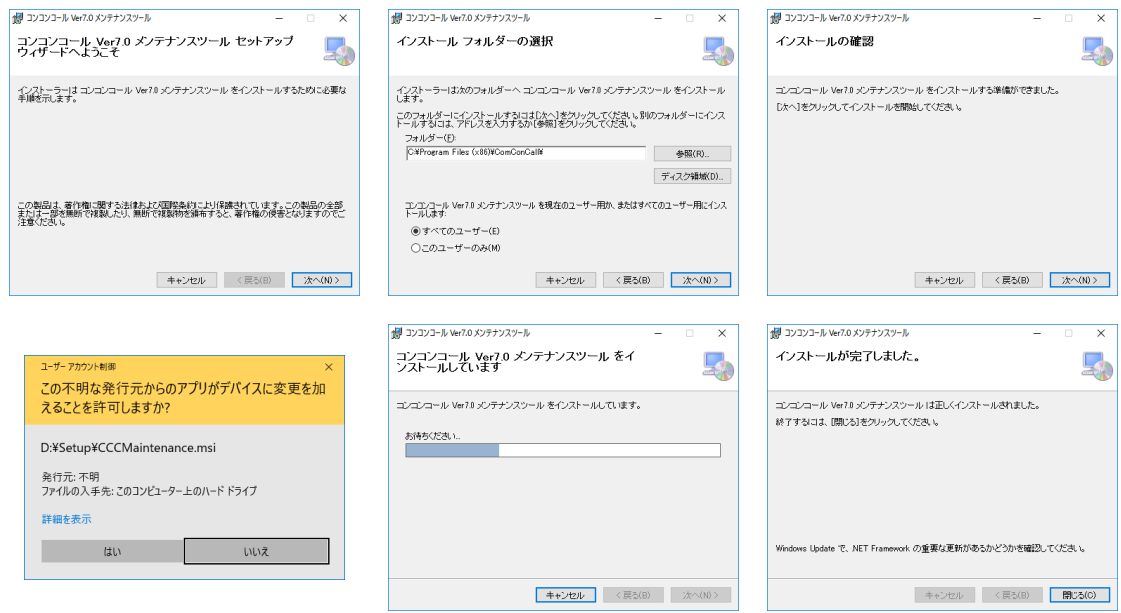 コンコンコール Ver7.0 メンテナンスツール
コンコンコール Ver7.0 メンテナンスツール セットアップ
ウィザードへようこそ
インストーラーは コンコンコール Ver7.0 メンテナンスツール をインストールするために必要な
手順を示します。
この製品は、著作権に関する法律および国際条約により保護されています。この製品の全部
または一部を無断で複製したり、無断で複製物を頒布すると、著作権の侵害となりますのでご
注意ください。
キャンセル
< 戻る(B)
次へ(N) >
コンコンコール Ver7.0 メンテナンスツール
インストール フォルダーの選択
インストーラーは次のフォルダーへ コンコンコール Ver7.0 メンテナンスツール をインストール
します。
このフォルダーにインストールするには[次へ]をクリックしてください。別のフォルダーにインス
トールするには、アドレスを入力するか[参照]をクリックしてください。
フォルダー(F):
C:¥Program Files (x86)¥ComConCall¥
参照(R)...
ディスク領域(D)...
コンコンコール Ver7.0 メンテナンスツール を現在のユーザー用か、またはすべてのユーザー用にインス
トールします:
すべてのユーザー(E)
このユーザーのみ(M)
キャンセル
< 戻る(B)
次へ(N) >
コンコンコール Ver7.0 メンテナンスツール
インストールの確認
コンコンコール Ver7.0 メンテナンスツール をインストールする準備ができました。
[次へ]をクリックしてインストールを開始してください。
キャンセル
< 戻る(B)
次へ(N) >
ユーザー アカウント制御
この不明な発行元からのアプリがデバイスに変更を加
えることを許可しますか?
D:¥Setup¥CCCMaintenance.msi
発行元: 不明
ファイルの入手先: このコンピューター上のハード ドライブ
詳細を表示
はい
いいえ
コンコンコール Ver7.0 メンテナンスツール
コンコンコール Ver7.0 メンテナンスツール をイ
ンストールしています
コンコンコール Ver7.0 メンテナンスツール をインストールしています。
お待ちください...
キャンセル
< 戻る(B)
次へ(N) >
コンコンコール Ver7.0 メンテナンスツール
インストールが完了しました。
コンコンコール Ver7.0 メンテナンスツール は正しくインストールされました。
終了するには、[閉じる]をクリックしてください。
Windows Update で、.NET Framework の重要な更新があるかどうかを確認してください。
キャンセル
< 戻る(B)
閉じる(C)